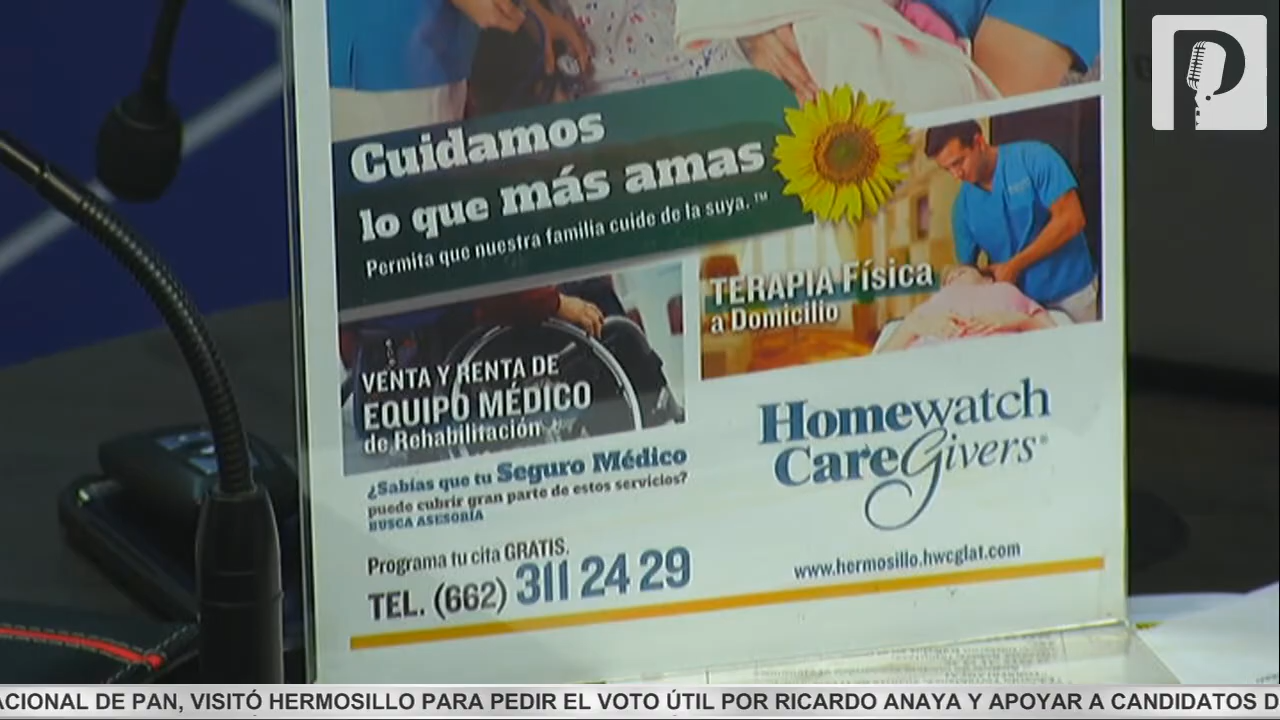 P
Cuidamos
lo que más amas
Permita que nuestra familia cuide de la suya.™
TERAPIA Física
a Domicilio
VENTA Y RENTA DE
EQUIPO MÉDICO
de Rehabilitación
¿Sabías que tu Seguro Médico
puede cubrir gran parte de estos servicios?
BUSCA ASESORÍA
Homewatch
CareGivers®
Programa tu cita GRATIS.
TEL. (662) 311 24 29
www.hermosillo.hwcglat.com
ACIONAL DE PAN, VISITÓ HERMOSILLO PARA PEDIR EL VOTO ÚTIL POR RICARDO ANAYA Y APOYAR A CANDIDATOS D